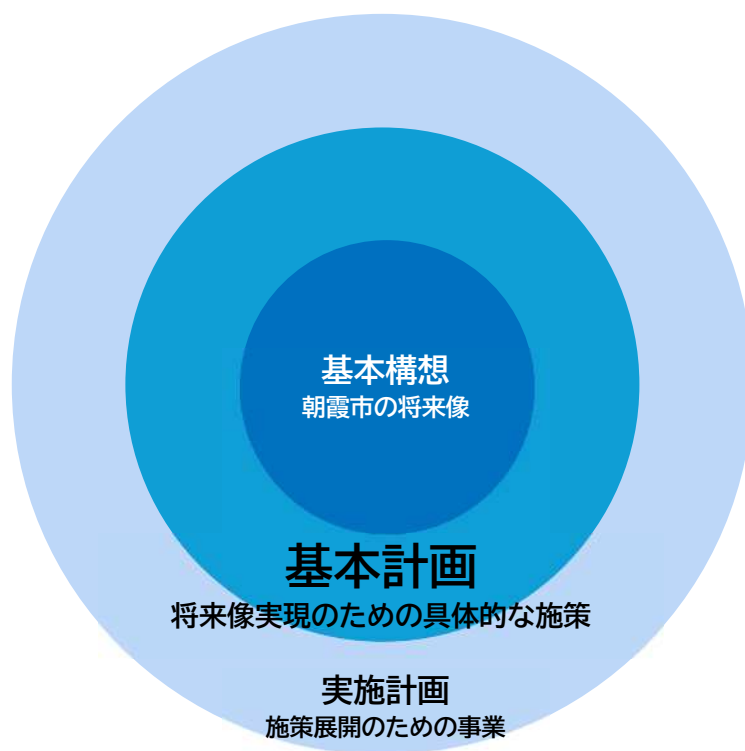 基本構想
朝霞市の将来像
基本計画
将来像実現のための具体的な施策
実施計画
施策展開のための事業